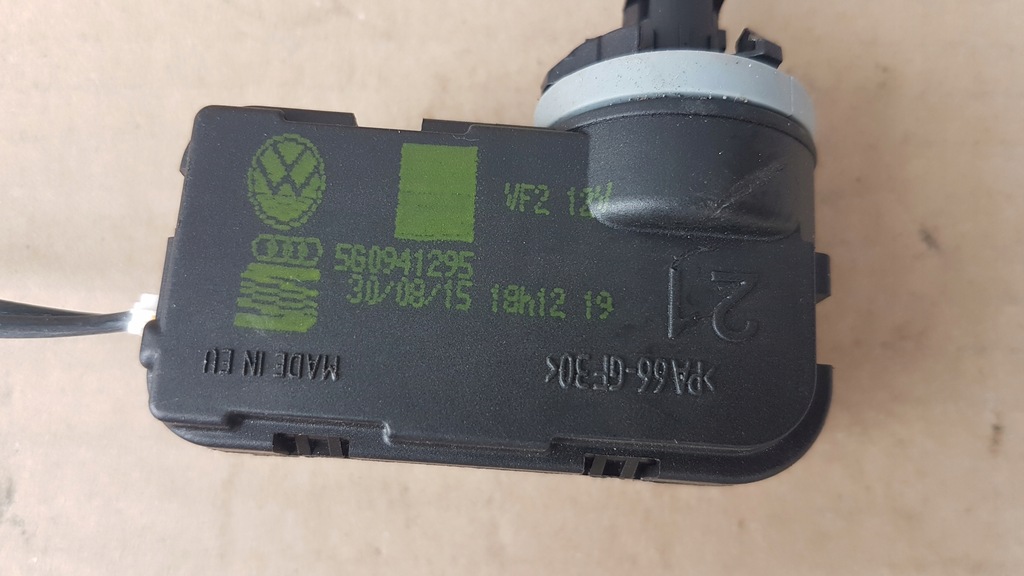 VF2 12V
5G0941295
30/08/15 18h12 19
21
MADE IN EU
>PA66-GF30<